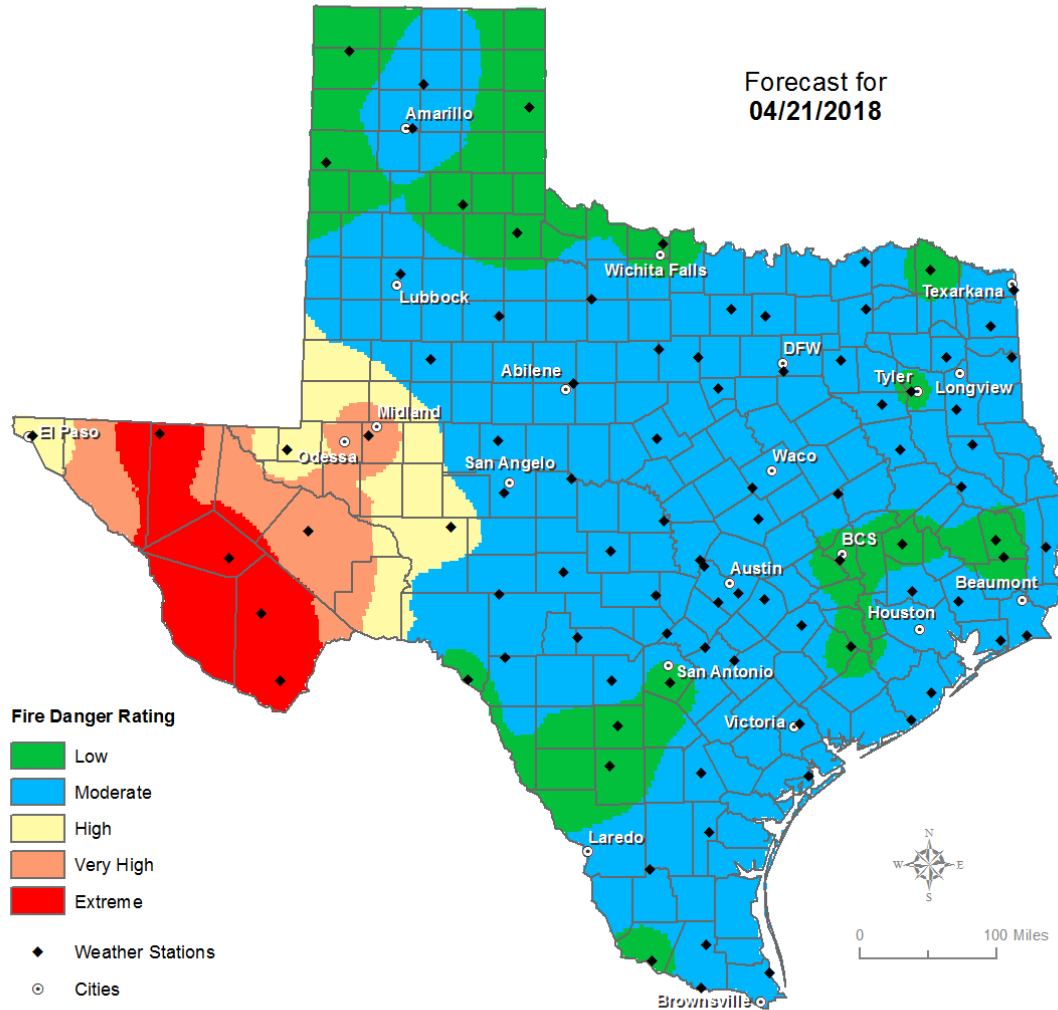 Forecast for
04/21/2018
Amarillo
Wichita Falls
Texarkana
Lubbock
DFW
Abilene
Tyler
Longview
Midland
El Paso
Odessa
San Angelo
Waco
BCS
Austin
Beaumont
Houston
San Antonio
Victoria
Laredo
Brownsville
Fire Danger Rating
Low
Moderate
High
Very High
Extreme
Weather Stations
Cities
N
W E
S
0 100 Miles